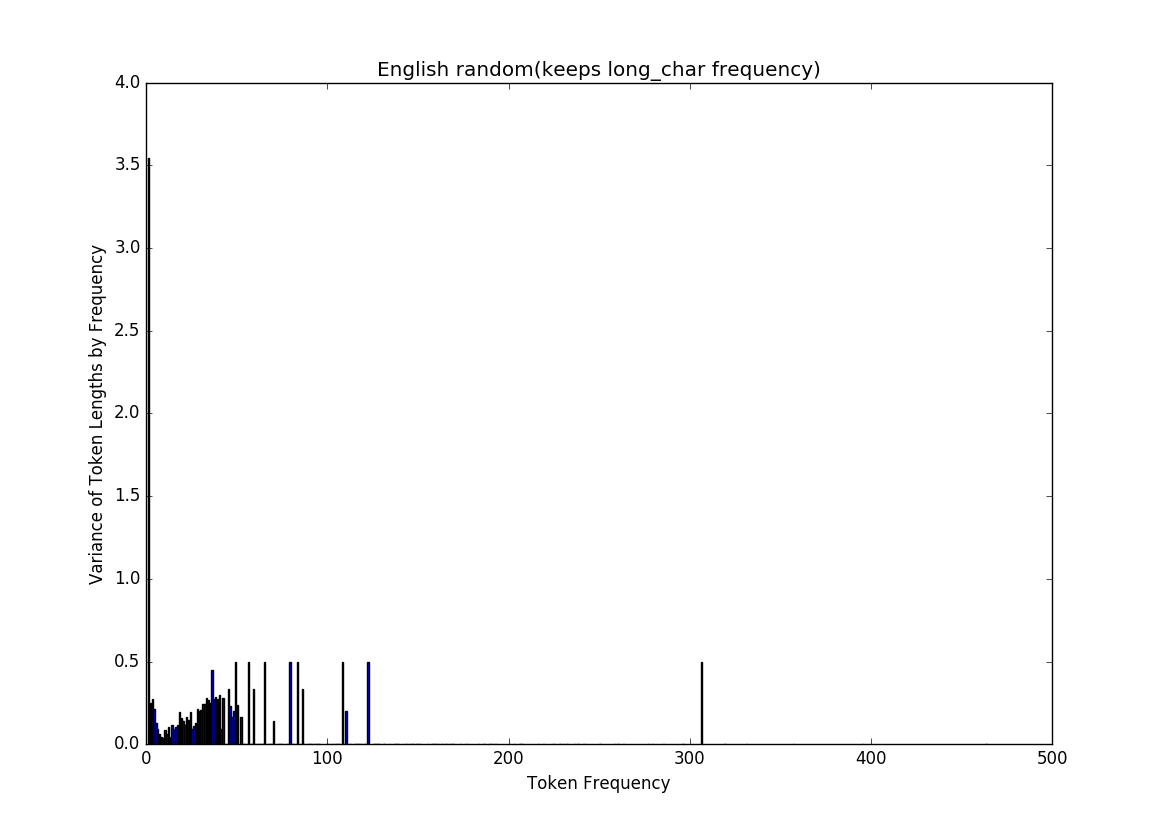 English random(keeps long_char frequency)
4.0
3.5
3.0
2.5
2.0
1.5
1.0
0.5
0.0
Variance of Token Lengths by Frequency
0 100 200 300 400 500
Token Frequency